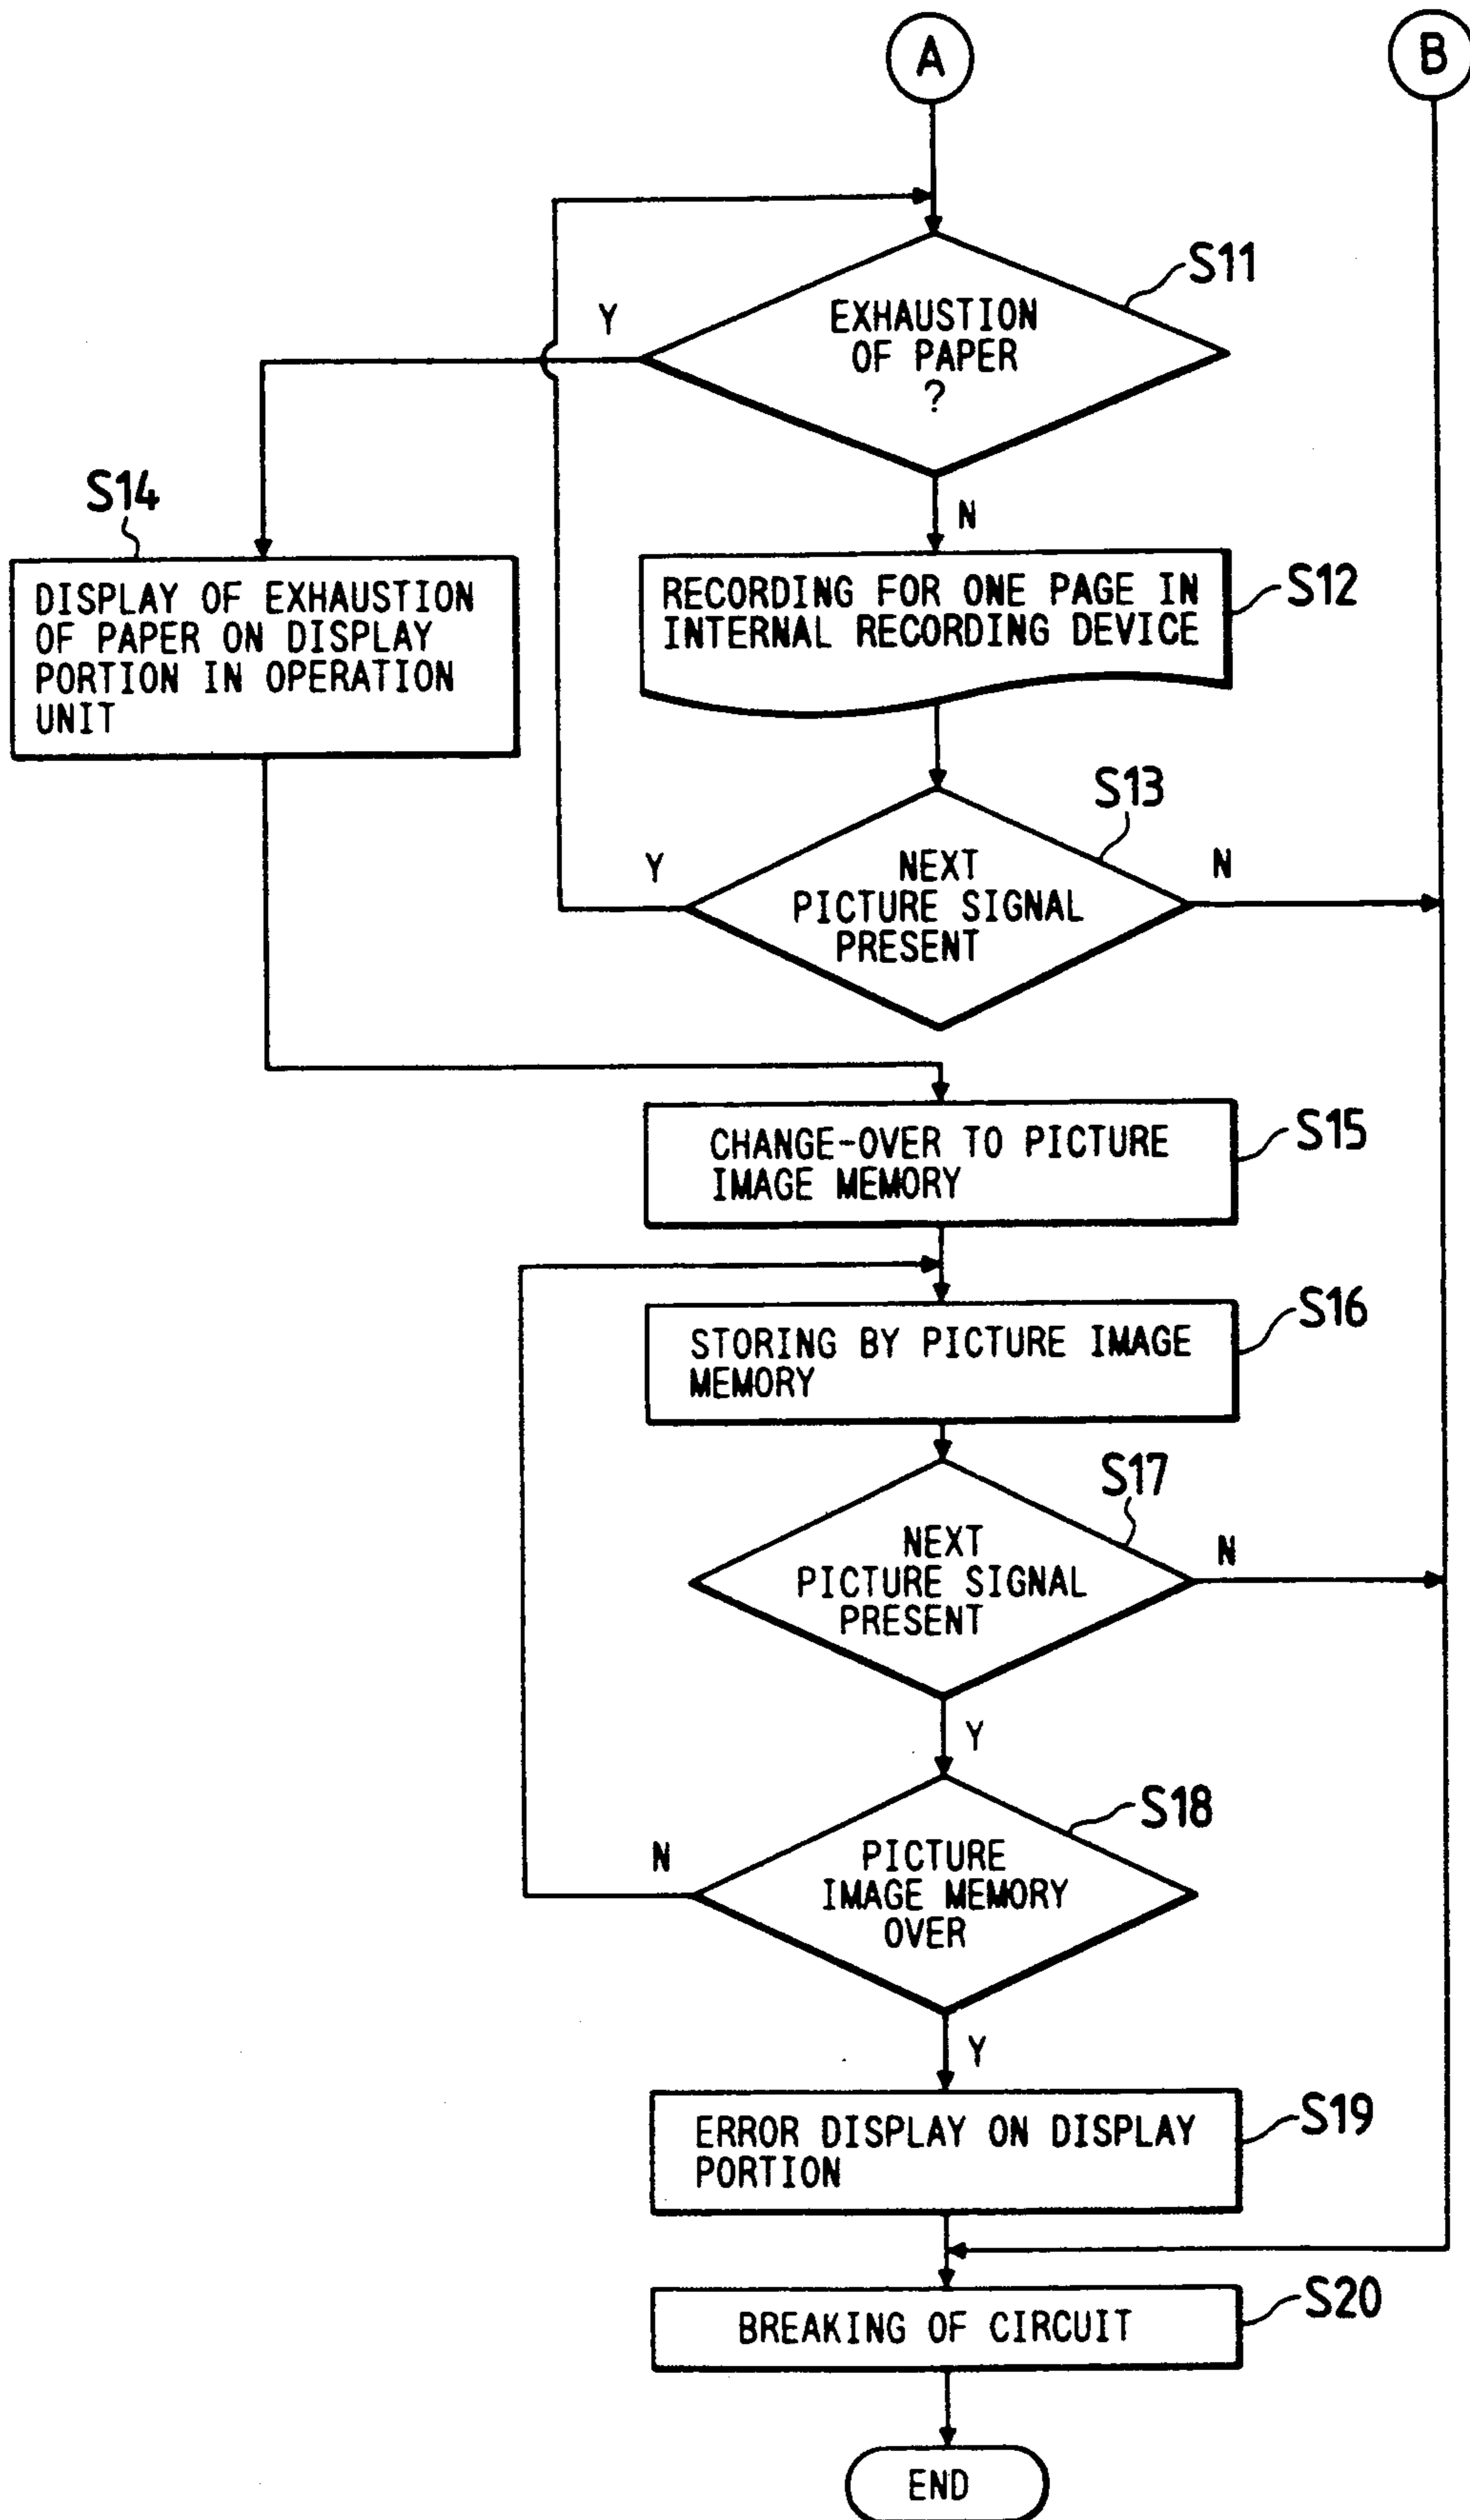 A
B
S11
Y
EXHAUSTION
OF PAPER
?
N
S14
DISPLAY OF EXHAUSTION
OF PAPER ON DISPLAY
PORTION IN OPERATION
UNIT
RECORDING FOR ONE PAGE IN
INTERNAL RECORDING DEVICE
S12
S13
Y
NEXT
PICTURE SIGNAL
PRESENT
N
CHANGE-OVER TO PICTURE
IMAGE MEMORY
S15
STORING BY PICTURE IMAGE
MEMORY
S16
S17
NEXT
PICTURE SIGNAL
PRESENT
N
Y
S18
N
PICTURE
IMAGE MEMORY
OVER
Y
ERROR DISPLAY ON DISPLAY
PORTION
S19
BREAKING OF CIRCUIT
S20
END